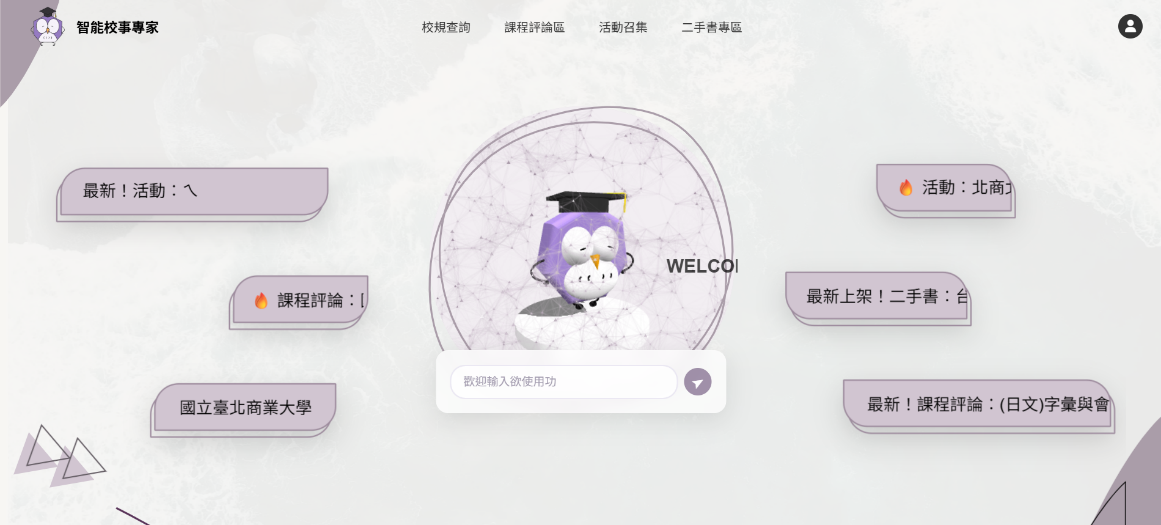 智能校事專家
校規查詢
課程評論區
活動召集
二手書專區
最新！活動：ㄟ
🔥 活動：北商
WELCO
🔥 課程評論：
最新上架！二手書：台
歡迎輸入欲使用功
國立臺北商業大學
最新！課程評論：(日文)字彙與會